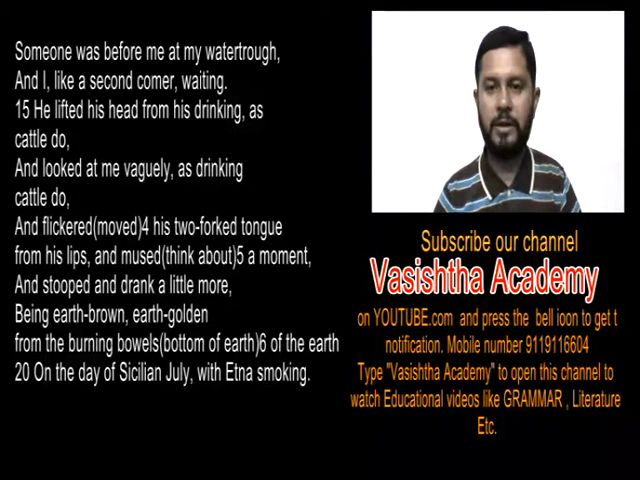 Someone was before me at my watertrough,
And I, like a second comer, waiting.
15 He lifted his head from his drinking, as
cattle do,
And looked at me vaguely, as drinking
cattle do,
And flickered(moved)4 his two-forked tongue
from his lips, and mused(think about)5 a moment,
And stooped and drank a little more,
Being earth-brown, earth-golden
from the burning bowels(bottom of earth)6 of the earth
20 On the day of Sicilian July, with Etna smoking.
Subscribe our channel
Vasishtha Academy
on YOUTUBE.com and press the bell ioon to get t
notification. Mobile number 9119116604
Type "Vasishtha Academy" to open this channel to
watch Educational videos like GRAMMAR , Literature
Etc.